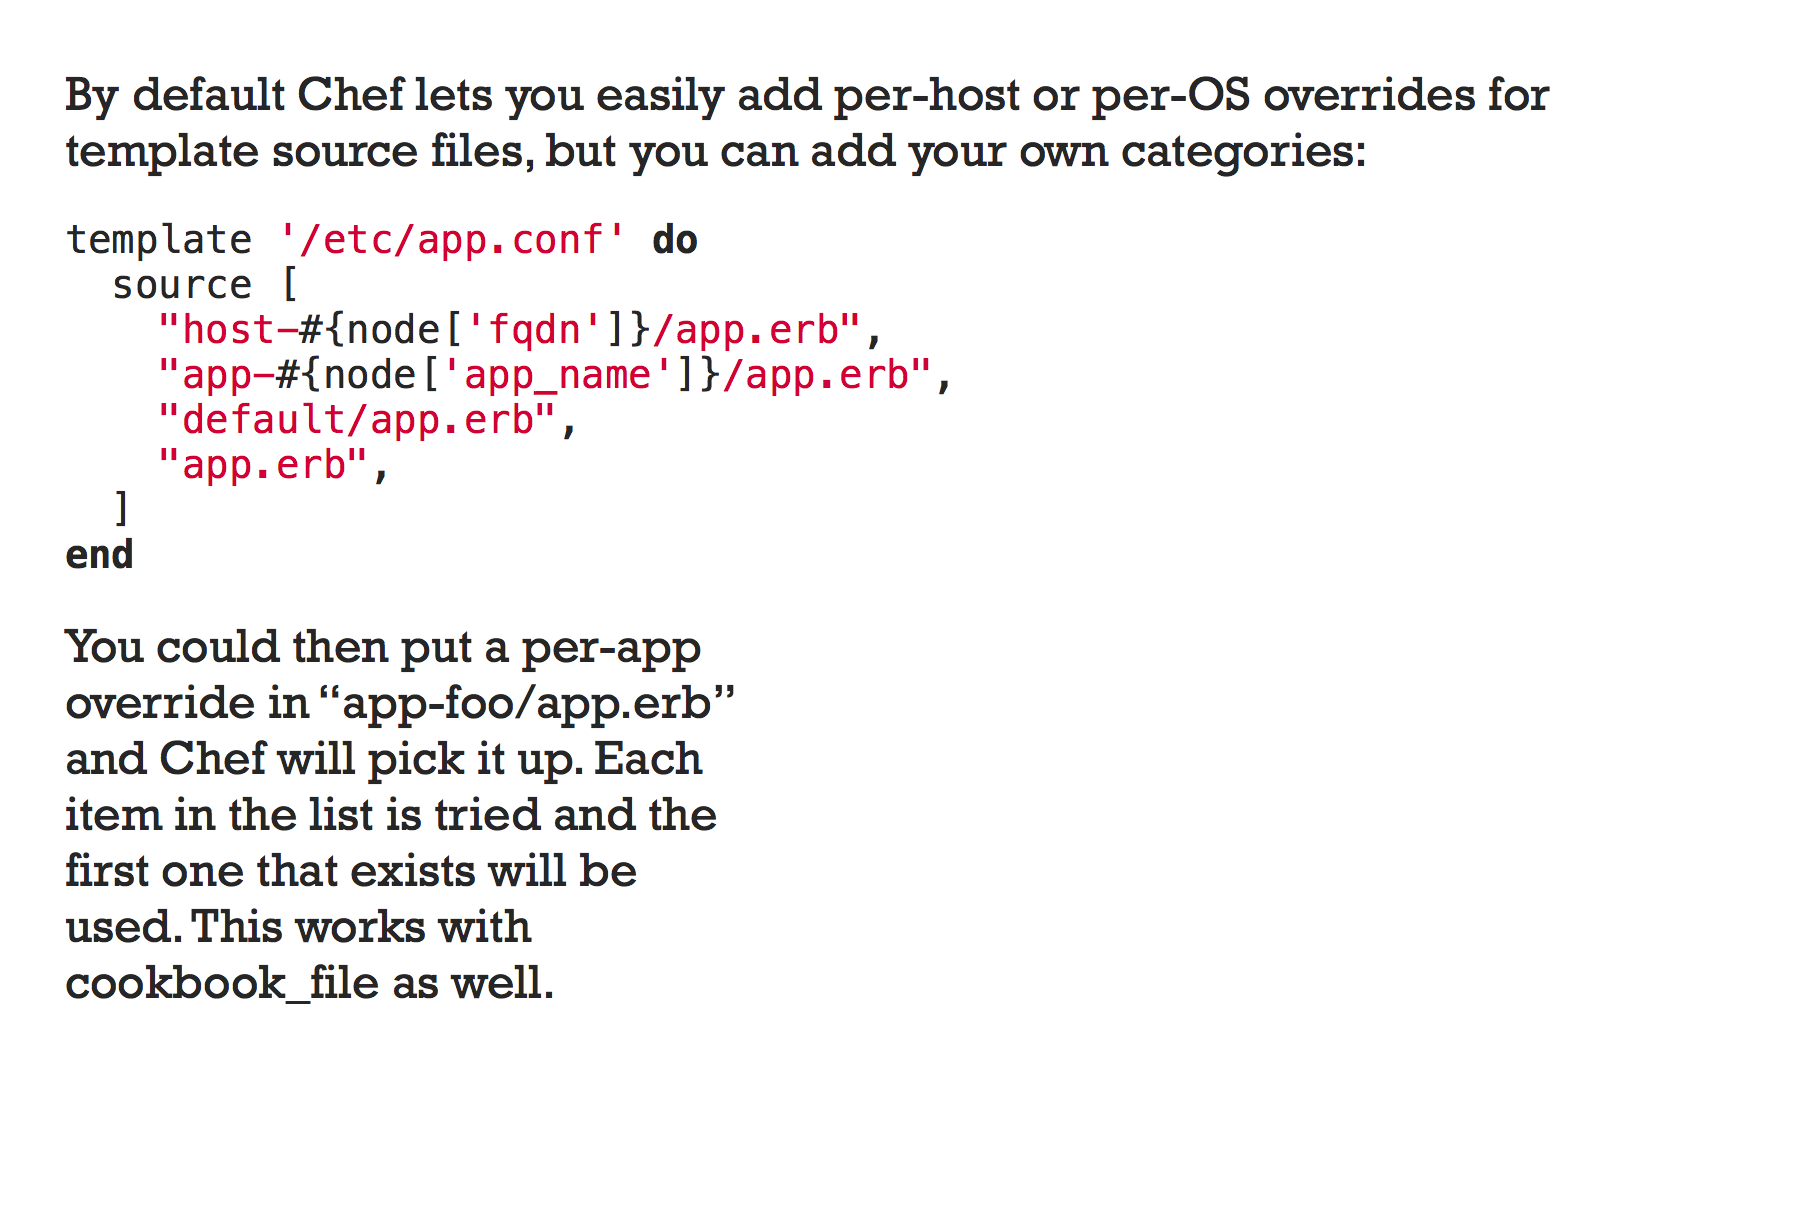 By default Chef lets you easily add per-host or per-OS overrides for
template source files, but you can add your own categories:
template '/etc/app.conf' do
  source [
    "host-#{node['fqdn']}/app.erb",
    "app-#{node['app_name']}/app.erb",
    "default/app.erb",
    "app.erb",
  ]
end
You could then put a per-app
override in “app-foo/app.erb”
and Chef will pick it up. Each
item in the list is tried and the
first one that exists will be
used. This works with
cookbook_file as well.